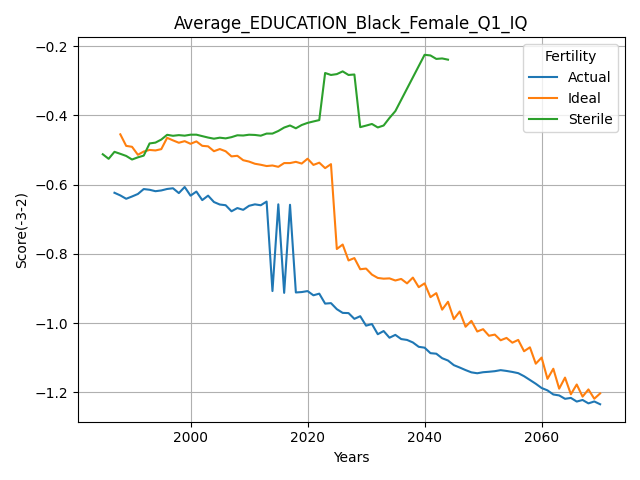 Average_EDUCATION_Black_Female_Q1_IQ
Fertility
Actual
Ideal
Sterile
Score(-3-2)
−0.2
−0.4
−0.6
−0.8
−1.0
−1.2
2000
2020
2040
2060
Years